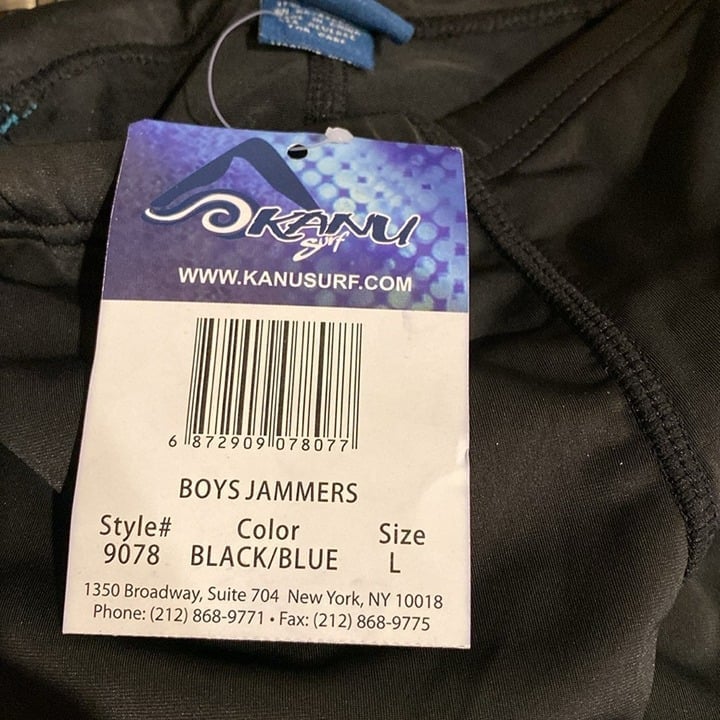 KANU
Surf
WWW.KANUSURF.COM
6 872909 078077
BOYS JAMMERS
Style# Color Size
9078 BLACK/BLUE L
1350 Broadway, Suite 704 New York, NY 10018
Phone: (212) 868-9771 • Fax: (212) 868-9775